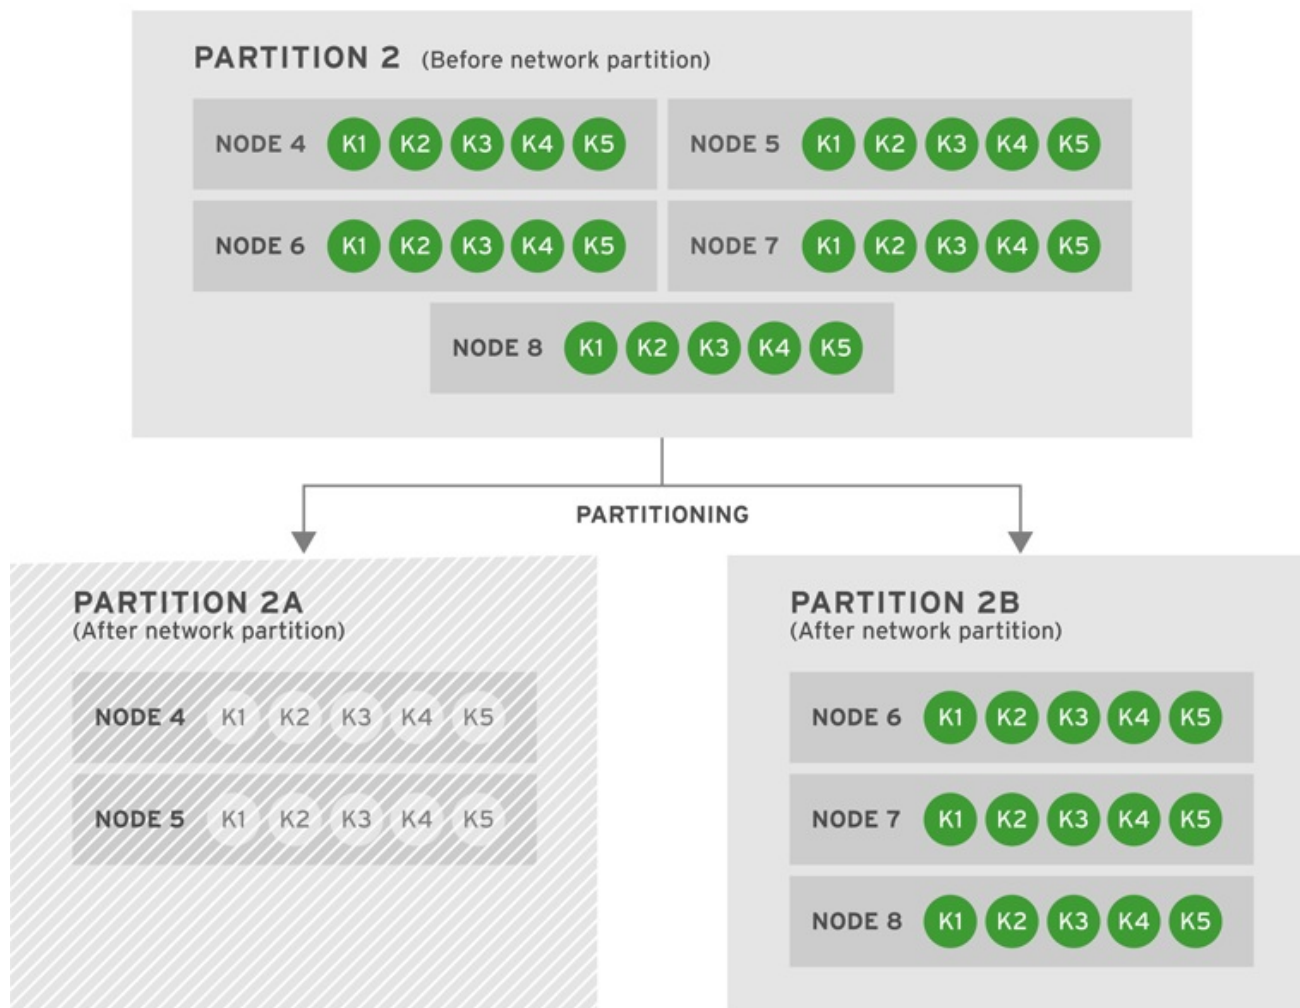 PARTITION 2 (Before network partition)
NODE 4 K1 K2 K3 K4 K5
NODE 5 K1 K2 K3 K4 K5
NODE 6 K1 K2 K3 K4 K5
NODE 7 K1 K2 K3 K4 K5
NODE 8 K1 K2 K3 K4 K5
PARTITIONING
PARTITION 2A
(After network partition)
NODE 4 K1 K2 K3 K4 K5
NODE 5 K1 K2 K3 K4 K5
PARTITION 2B
(After network partition)
NODE 6 K1 K2 K3 K4 K5
NODE 7 K1 K2 K3 K4 K5
NODE 8 K1 K2 K3 K4 K5